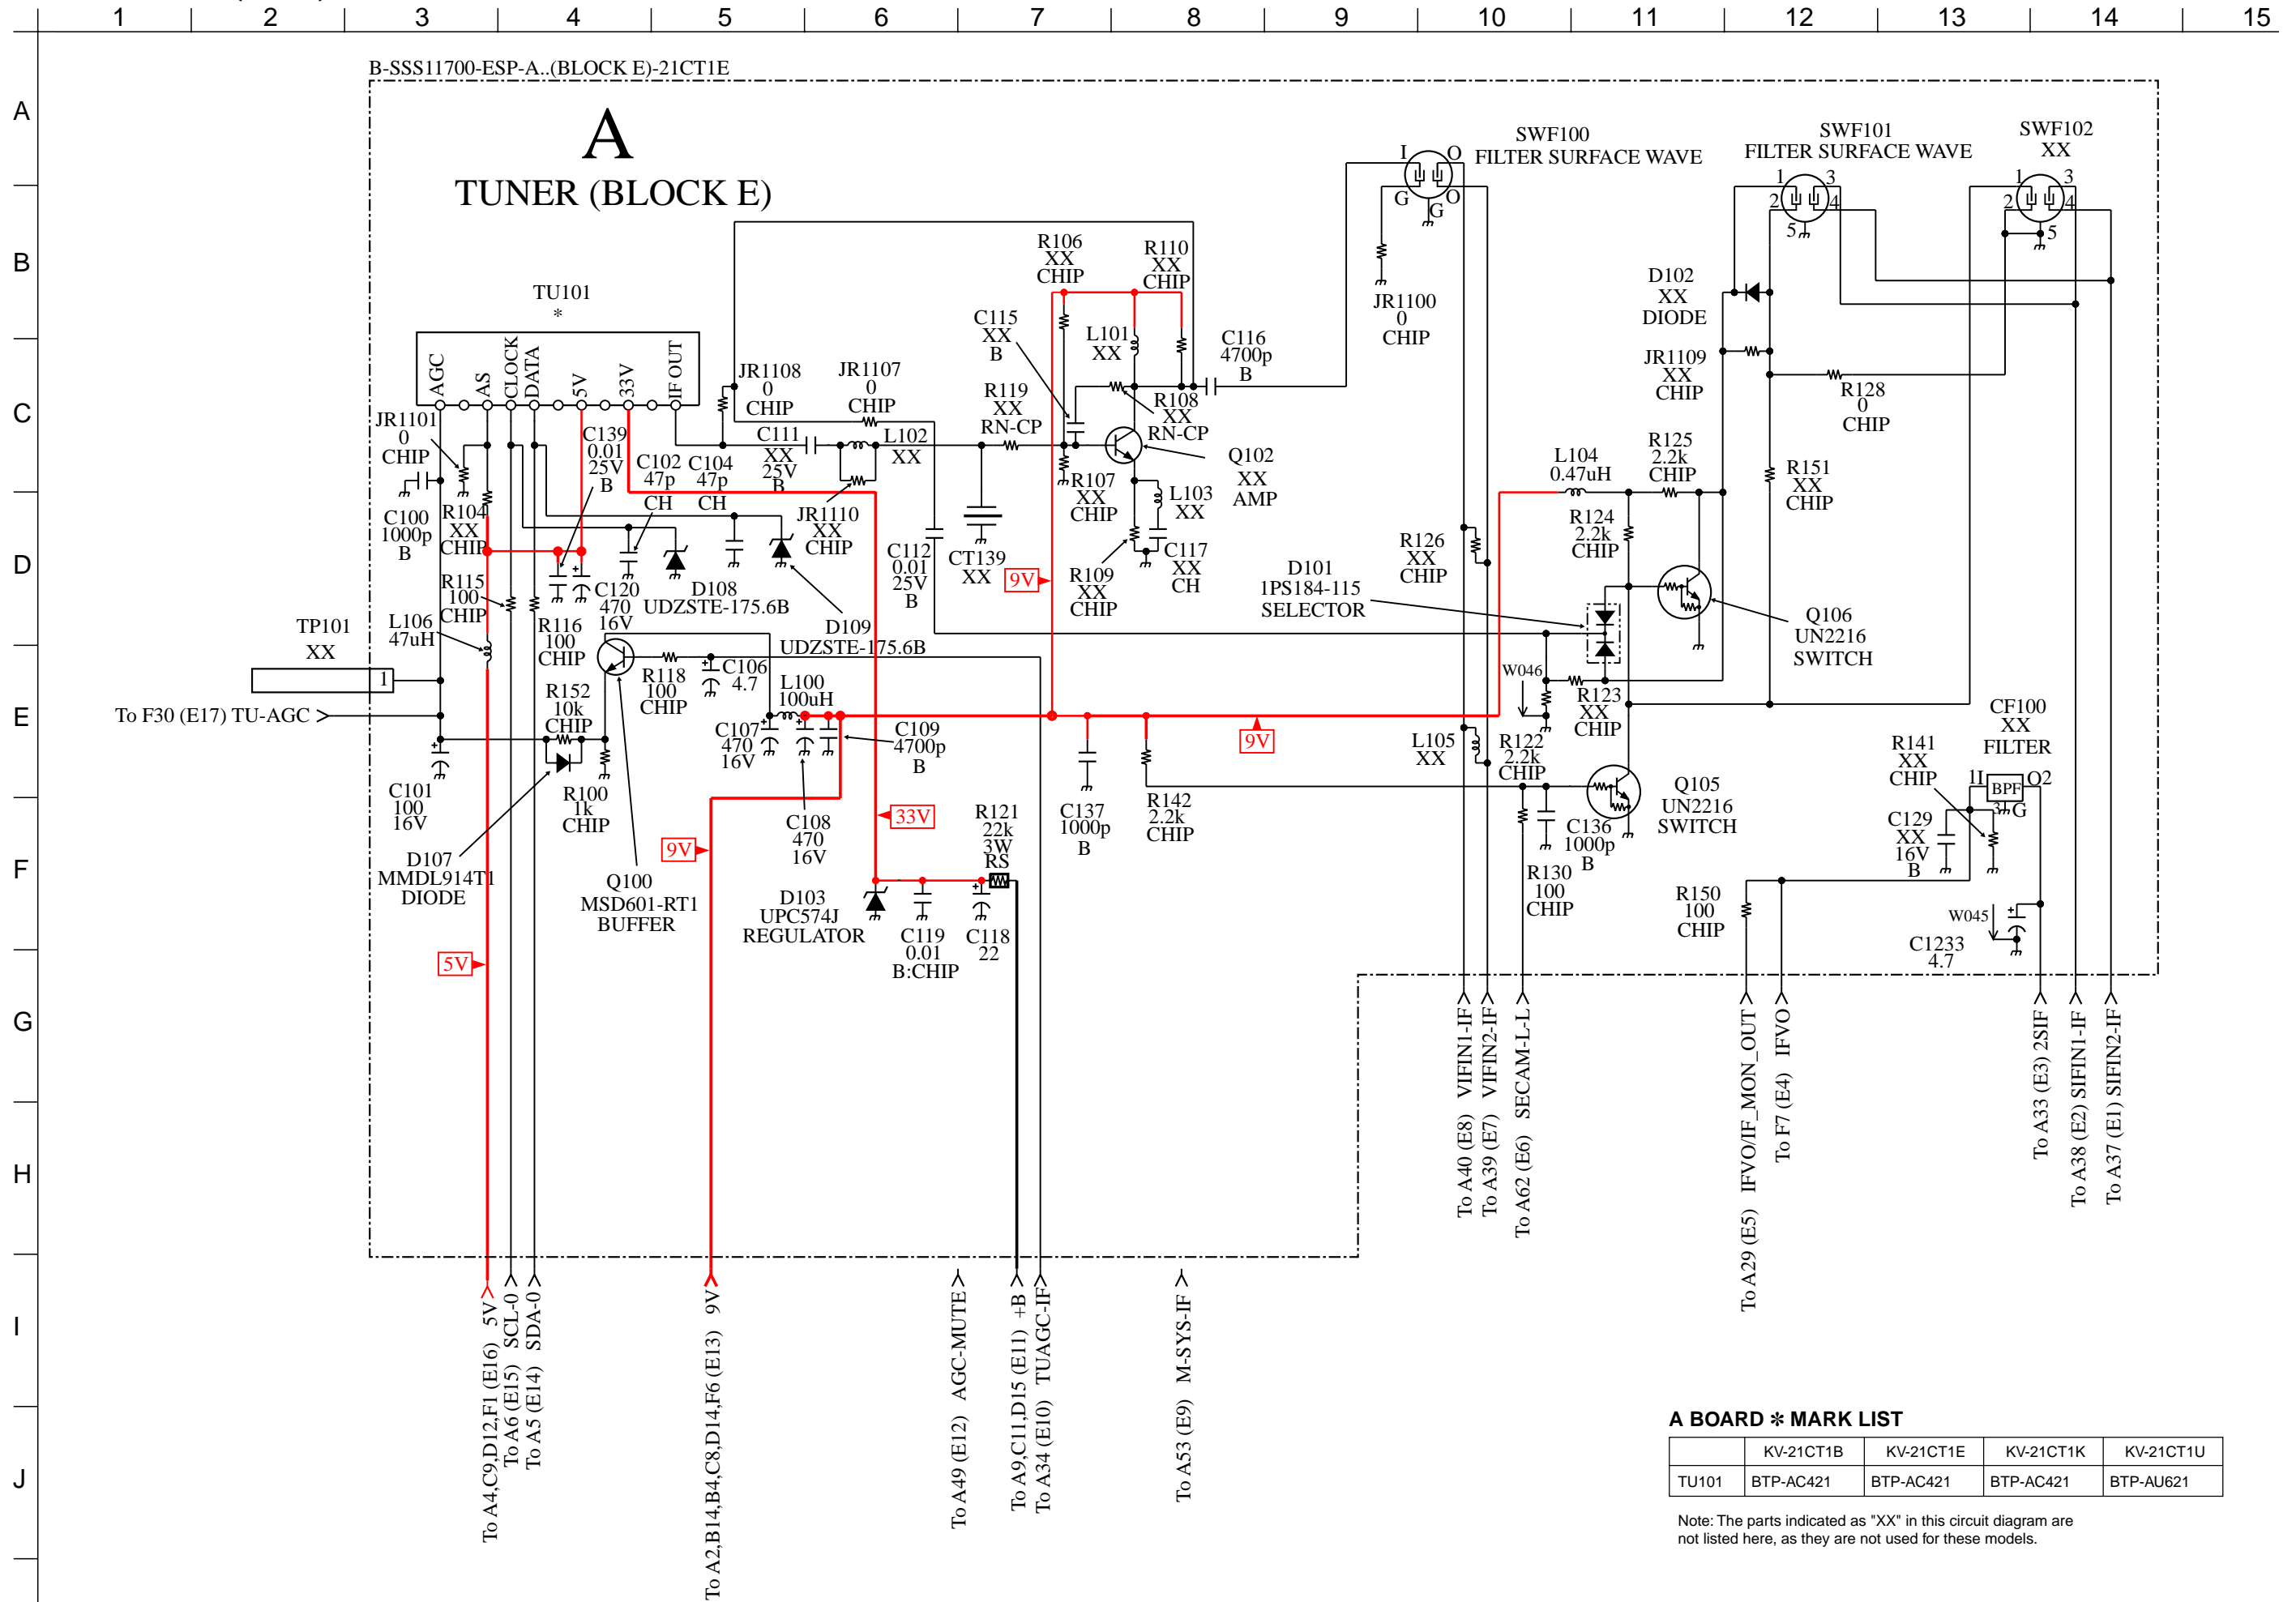 1 2 3 4 5 6 7 8 9 10 11 12 13 14 15
A
B
C
D
E
F
G
H
I
J
B-SSS11700-ESP-A..(BLOCK E)-21CT1E
A
TUNER (BLOCK E)
TU101
*
AGC
AS
CLOCK
DATA
5V
33V
IF OUT
JR1101
0
CHIP
C100
1000p
B
R104
XX
CHIP
C139
0.01
25V
B
C102
47p
CH
C104
47p
CH
R115
100
CHIP
L106
47uH
R116
100
CHIP
C120
470
16V
D108
UDZSTE-175.6B
D109
UDZSTE-175.6B
TP101
XX
1
To F30 (E17) TU-AGC
C101
100
16V
R152
10k
CHIP
R100
1k
CHIP
D107
MMDL914T1
DIODE
Q100
MSD601-RT1
BUFFER
R118
100
CHIP
C106
4.7
L100
100uH
C107
470
16V
C108
470
16V
C109
4700p
B
JR1108
0
CHIP
JR1107
0
CHIP
C111
XX
25V
B
L102
XX
JR1110
XX
CHIP
C112
0.01
25V
B
CT139
XX
R119
XX
RN-CP
C115
XX
B
R106
XX
CHIP
R110
XX
CHIP
L101
XX
C116
4700p
B
R108
XX
RN-CP
Q102
XX
AMP
R107
XX
CHIP
L103
XX
R109
XX
CHIP
C117
XX
CH
9V
9V
9V
33V
5V
D103
UPC574J
REGULATOR
C119
0.01
B:CHIP
C118
22
R121
22k
3W
RS
C137
1000p
B
R142
2.2k
CHIP
SWF100
FILTER SURFACE WAVE
I
O
G
G
O
JR1100
0
CHIP
SWF101
FILTER SURFACE WAVE
1
2
3
4
5
SWF102
XX
1
2
3
4
5
D102
XX
DIODE
JR1109
XX
CHIP
R128
0
CHIP
L104
0.47uH
R125
2.2k
CHIP
R151
XX
CHIP
R124
2.2k
CHIP
R126
XX
CHIP
D101
1PS184-115
SELECTOR
Q106
UN2216
SWITCH
W046
R123
XX
CHIP
L105
XX
R122
2.2k
CHIP
Q105
UN2216
SWITCH
C136
1000p
B
R130
100
CHIP
R150
100
CHIP
CF100
XX
FILTER
1I
BPF
O2
3
G
R141
XX
CHIP
C129
XX
16V
B
W045
C1233
4.7
To A4,C9,D12,F1 (E16) 5V
To A6 (E15) SCL-0
To A5 (E14) SDA-0
To A2,B14,B4,C8,D14,F6 (E13) 9V
To A49 (E12) AGC-MUTE
To A9,C11,D15 (E11) +B
To A34 (E10) TUAGC-IF
To A53 (E9) M-SYS-IF
To A40 (E8) VIFIN1-IF
To A39 (E7) VIFIN2-IF
To A62 (E6) SECAM-L-L
To A29 (E5) IFVO/IF_MON_OUT
To F7 (E4) IFVO
To A33 (E3) 2SIF
To A38 (E2) SIFIN1-IF
To A37 (E1) SIFIN2-IF
A BOARD ✻ MARK LIST
KV-21CT1B KV-21CT1E KV-21CT1K KV-21CT1U
TU101 BTP-AC421 BTP-AC421 BTP-AC421 BTP-AU621
Note: The parts indicated as "XX" in this circuit diagram are
not listed here, as they are not used for these models.